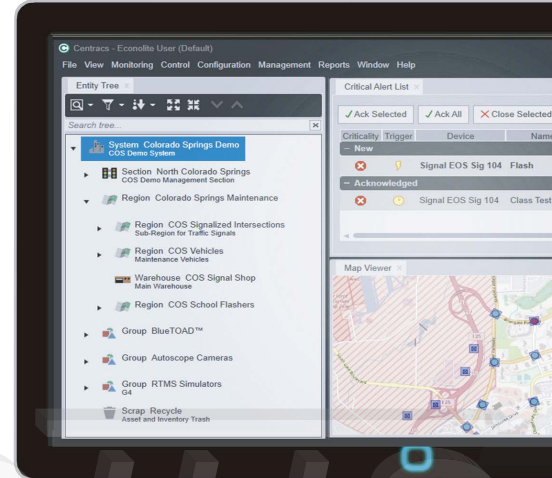 Centracs - Econolite User (Default)
File View Monitoring Control Configuration Management Reports Window Help
Entity Tree
Search tree...
System Colorado Springs Demo
COS Demo System
Section North Colorado Springs
COS Demo Management Section
Region Colorado Springs Maintenance
Region COS Signalized Intersections
Sub-Region for Traffic Signals
Region COS Vehicles
Maintenance Vehicles
Warehouse COS Signal Shop
Main Warehouse
Region COS School Flashers
Group BlueTOAD™
Group Autoscope Cameras
Group RTMS Simulators
G4
Scrap Recycle
Asset and Inventory Trash
Critical Alert List
Ack Selected Ack All Close Selected
Criticality Trigger Device Name
New
Signal EOS Sig 104 Flash
Acknowledged
Signal EOS Sig 104 Class Test
Map Viewer